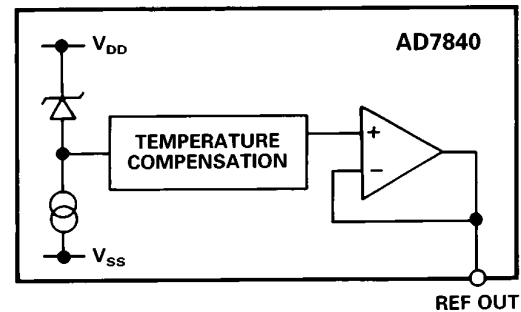 V_DD
AD7840
TEMPERATURE
COMPENSATION
+
−
V_SS
REF OUT